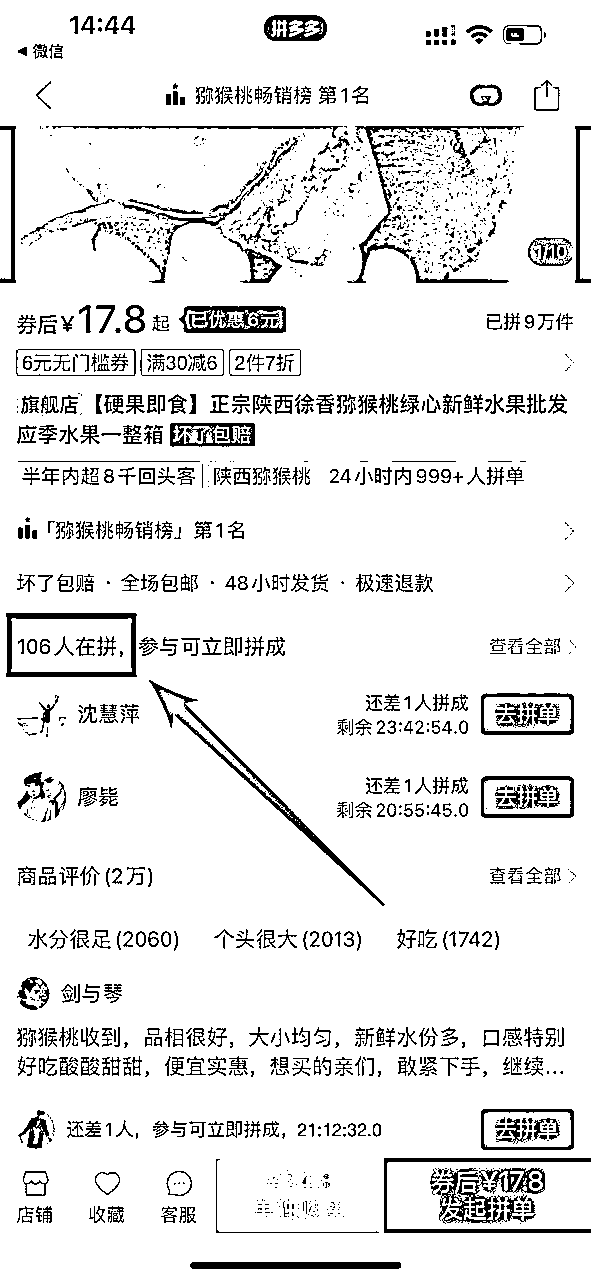 14:44
拼多多
微信
猕猴桃畅销榜 第1名
1/10
券后¥17.8起 已优惠6元 已拼9万件
6元无门槛券 满30减6 2件7折
旗舰店【硬果即食】正宗陕西徐香猕猴桃绿心新鲜水果批发
应季水果一整箱 坏了包赔
半年内超8千回头客 陕西猕猴桃 24小时内999+人拼单
「猕猴桃畅销榜」第1名
坏了包赔 · 全场包邮 · 48小时发货 · 极速退款
106人在拼，参与可立即拼成 查看全部
沈慧萍 还差1人拼成 去拼单
剩余23:42:54.0
廖毙 还差1人拼成 去拼单
剩余20:55:45.0
商品评价(2万) 查看全部
水分很足(2060) 个头很大(2013) 好吃(1742)
剑与琴
猕猴桃收到，品相很好，大小均匀，新鲜水份多，口感特别
好吃酸酸甜甜，便宜实惠，想买的亲们，敢紧下手，继续...
还差1人，参与可立即拼成，21:12:32.0 去拼单
店铺 收藏 客服
券后¥17.8
发起拼单